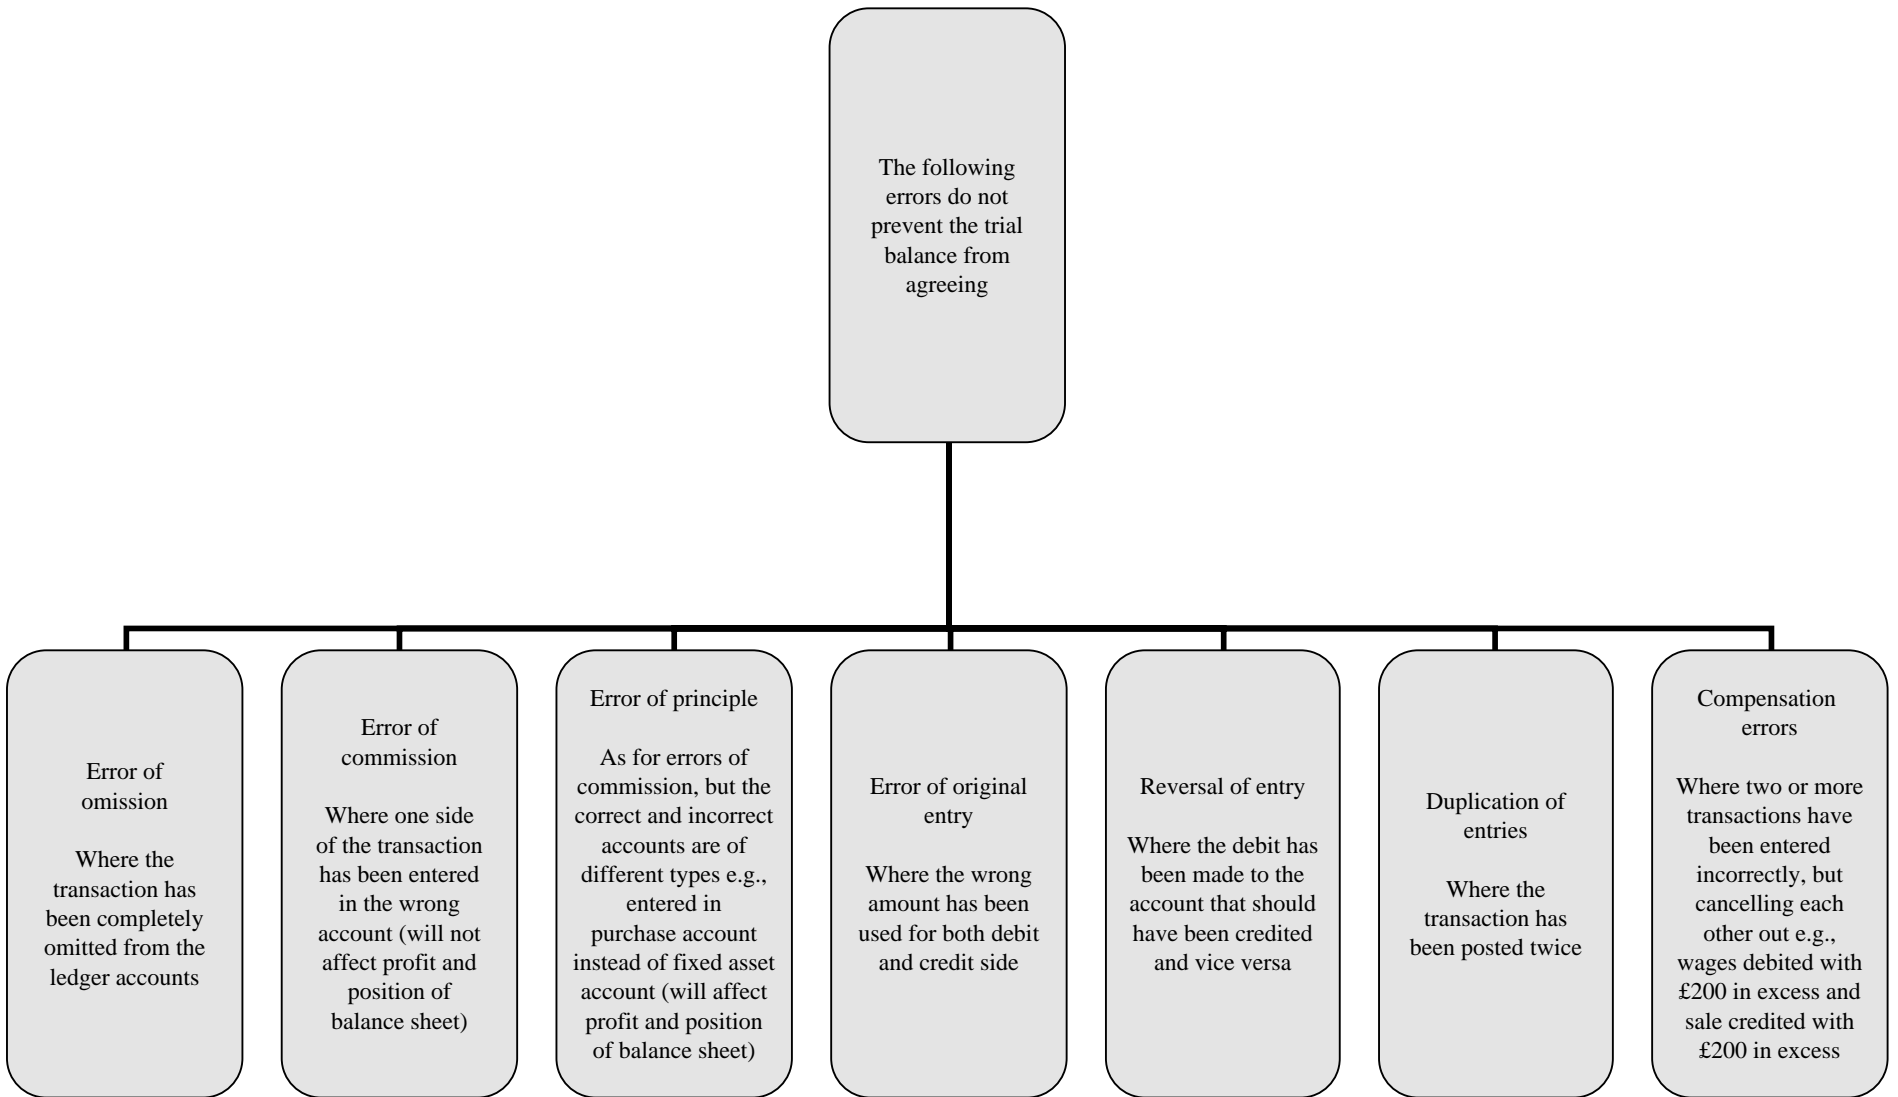 The following
errors do not
prevent the trial
balance from
agreeing
Error of
omission
Where the
transaction has
been completely
omitted from the
ledger accounts
Error of
commission
Where one side
of the transaction
has been entered
in the wrong
account (will not
affect profit and
position of
balance sheet)
Error of principle
As for errors of
commission, but the
correct and incorrect
accounts are of
different types e.g.,
entered in
purchase account
instead of fixed asset
account (will affect
profit and position
of balance sheet)
Error of original
entry
Where the wrong
amount has been
used for both debit
and credit side
Reversal of entry
Where the debit has
been made to the
account that should
have been credited
and vice versa
Duplication of
entries
Where the
transaction has
been posted twice
Compensation
errors
Where two or more
transactions have
been entered
incorrectly, but
cancelling each
other out e.g.,
wages debited with
£200 in excess and
sale credited with
£200 in excess